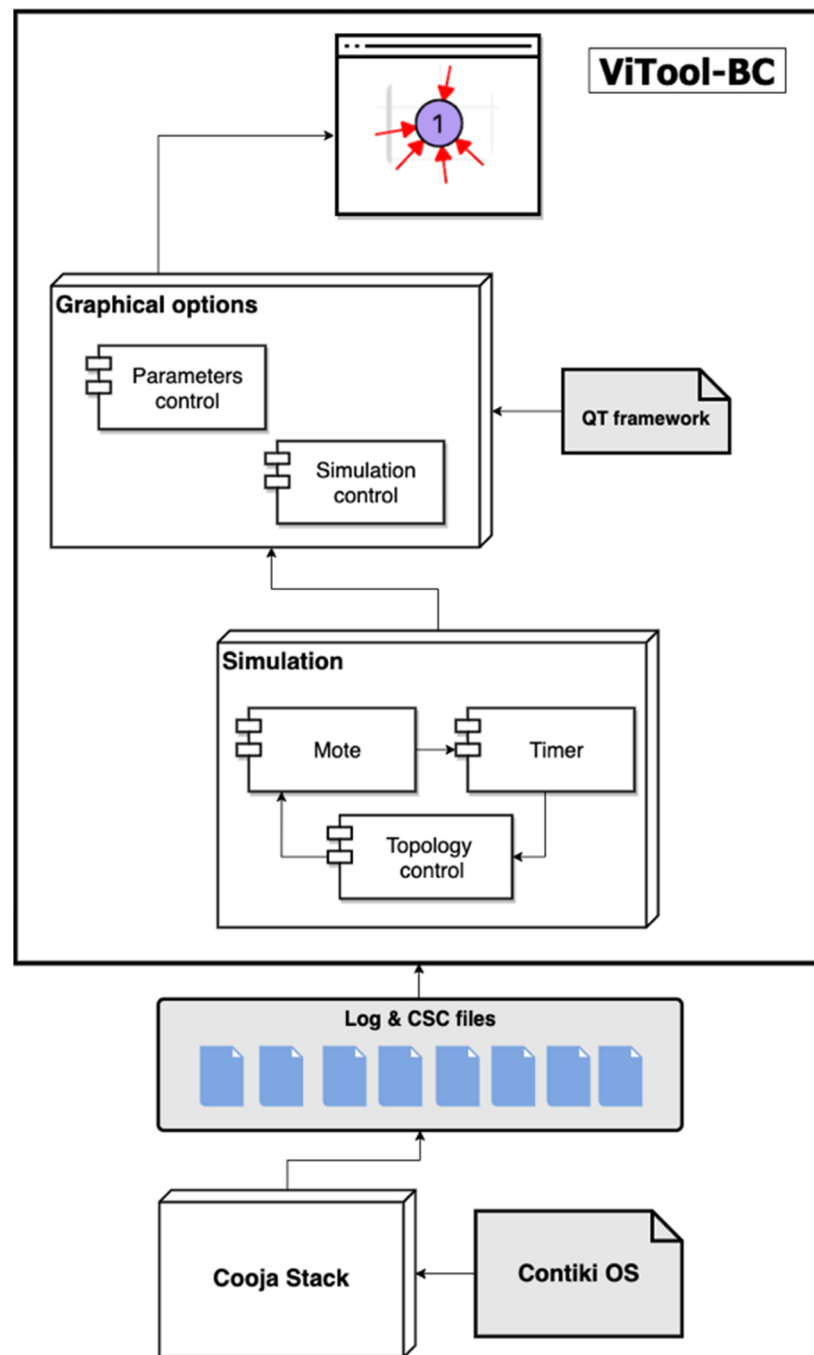 ViTool-BC
1
Graphical options
Parameters
control
Simulation
control
QT framework
Simulation
Mote
Timer
Topology
control
Log & CSC files
Cooja Stack
Contiki OS